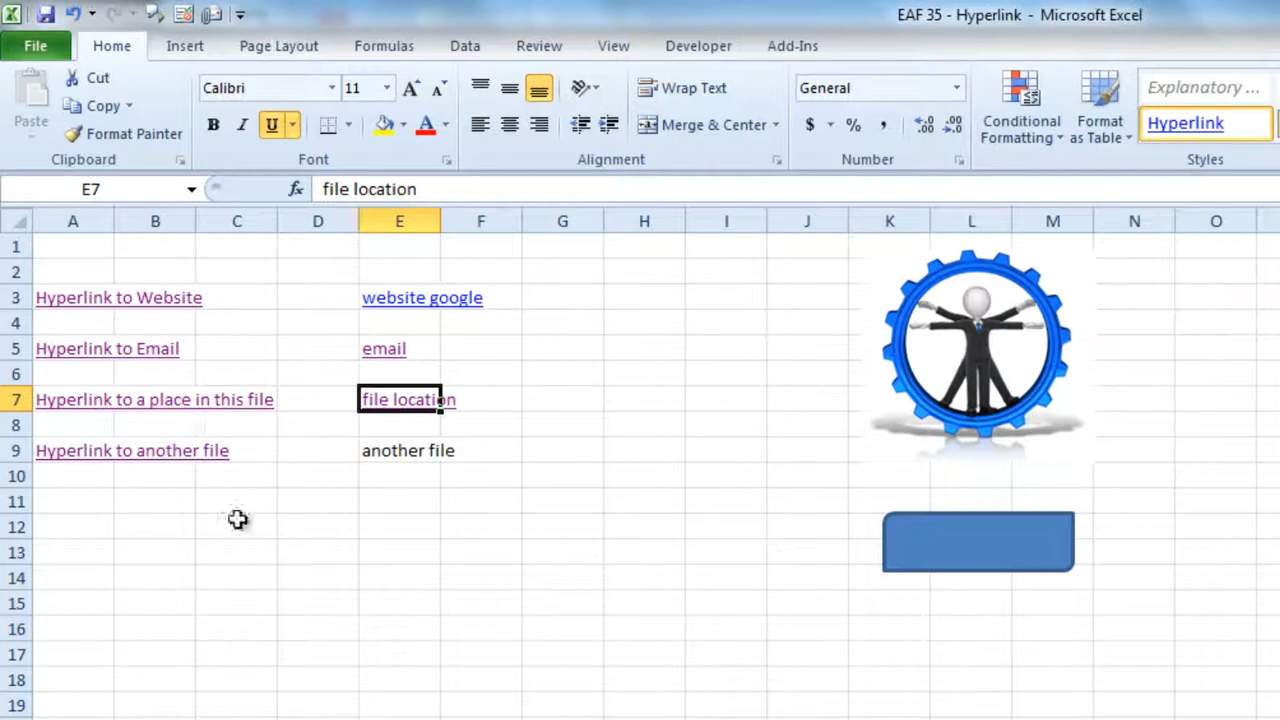 EAF 35 - Hyperlink - Microsoft Excel
File Home Insert Page Layout Formulas Data Review View Developer Add-Ins
Paste
Cut
Copy
Format Painter
Clipboard
Calibri 11 A A
B I U A
Font
Wrap Text
Merge & Center
Alignment
General
$ % , .00 .0
Number
Conditional
Formatting
Format
as Table
Explanatory ...
Hyperlink
Styles
E7 fx file location
A B C D E F G H I J K L M N O
1
2
3 Hyperlink to Website website google
4
5 Hyperlink to Email email
6
7 Hyperlink to a place in this file file location
8
9 Hyperlink to another file another file
10
11
12
13
14
15
16
17
18
19